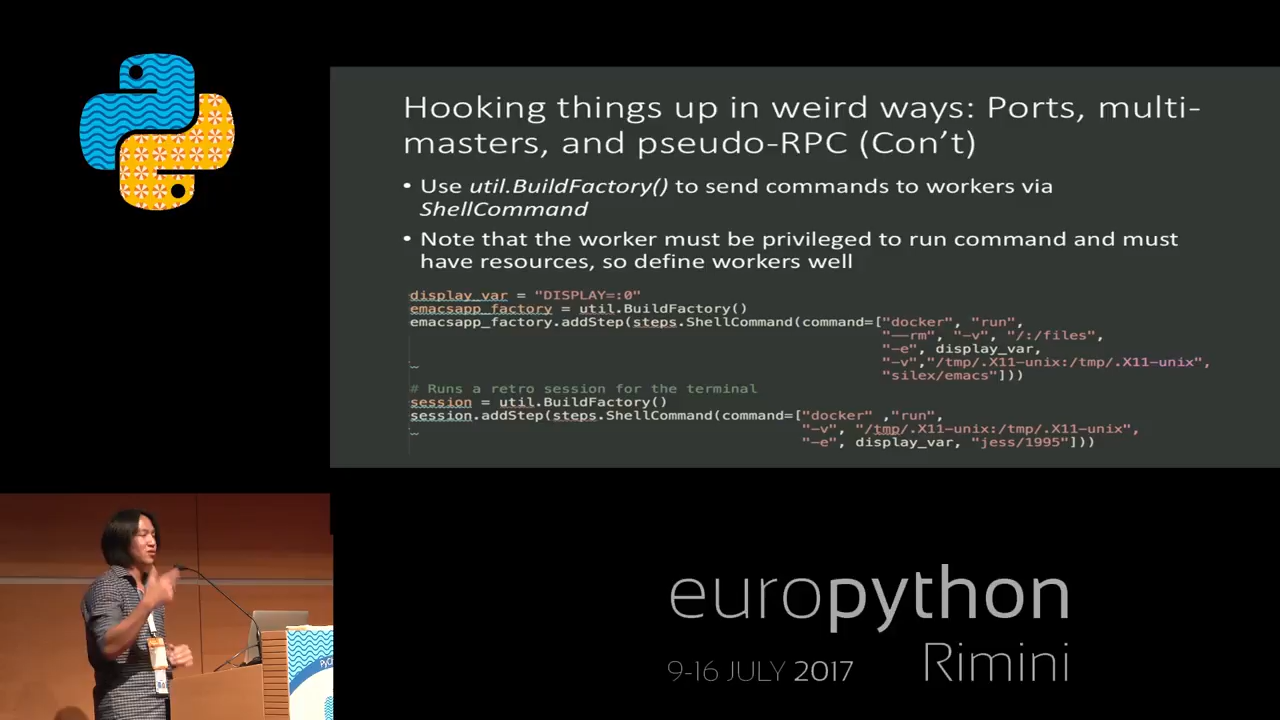 Hooking things up in weird ways: Ports, multi-
masters, and pseudo-RPC (Con’t)
• Use util.BuildFactory() to send commands to workers via
ShellCommand
• Note that the worker must be privileged to run command and must
have resources, so define workers well
display_var = "DISPLAY=:0"
emacsapp_factory = util.BuildFactory()
emacsapp_factory.addStep(steps.ShellCommand(command=["docker", "run",
"--rm", "-v", "/:/files",
"-e", display_var,
"-v","/tmp/.X11-unix:/tmp/.X11-unix",
"silex/emacs"]))
# Runs a retro session for the terminal
session = util.BuildFactory()
session.addStep(steps.ShellCommand(command=["docker" ,"run",
"-v", "/tmp/.X11-unix:/tmp/.X11-unix",
"-e", display_var, "jess/1995"]))
europython
Rimini
9-16 JULY 2017